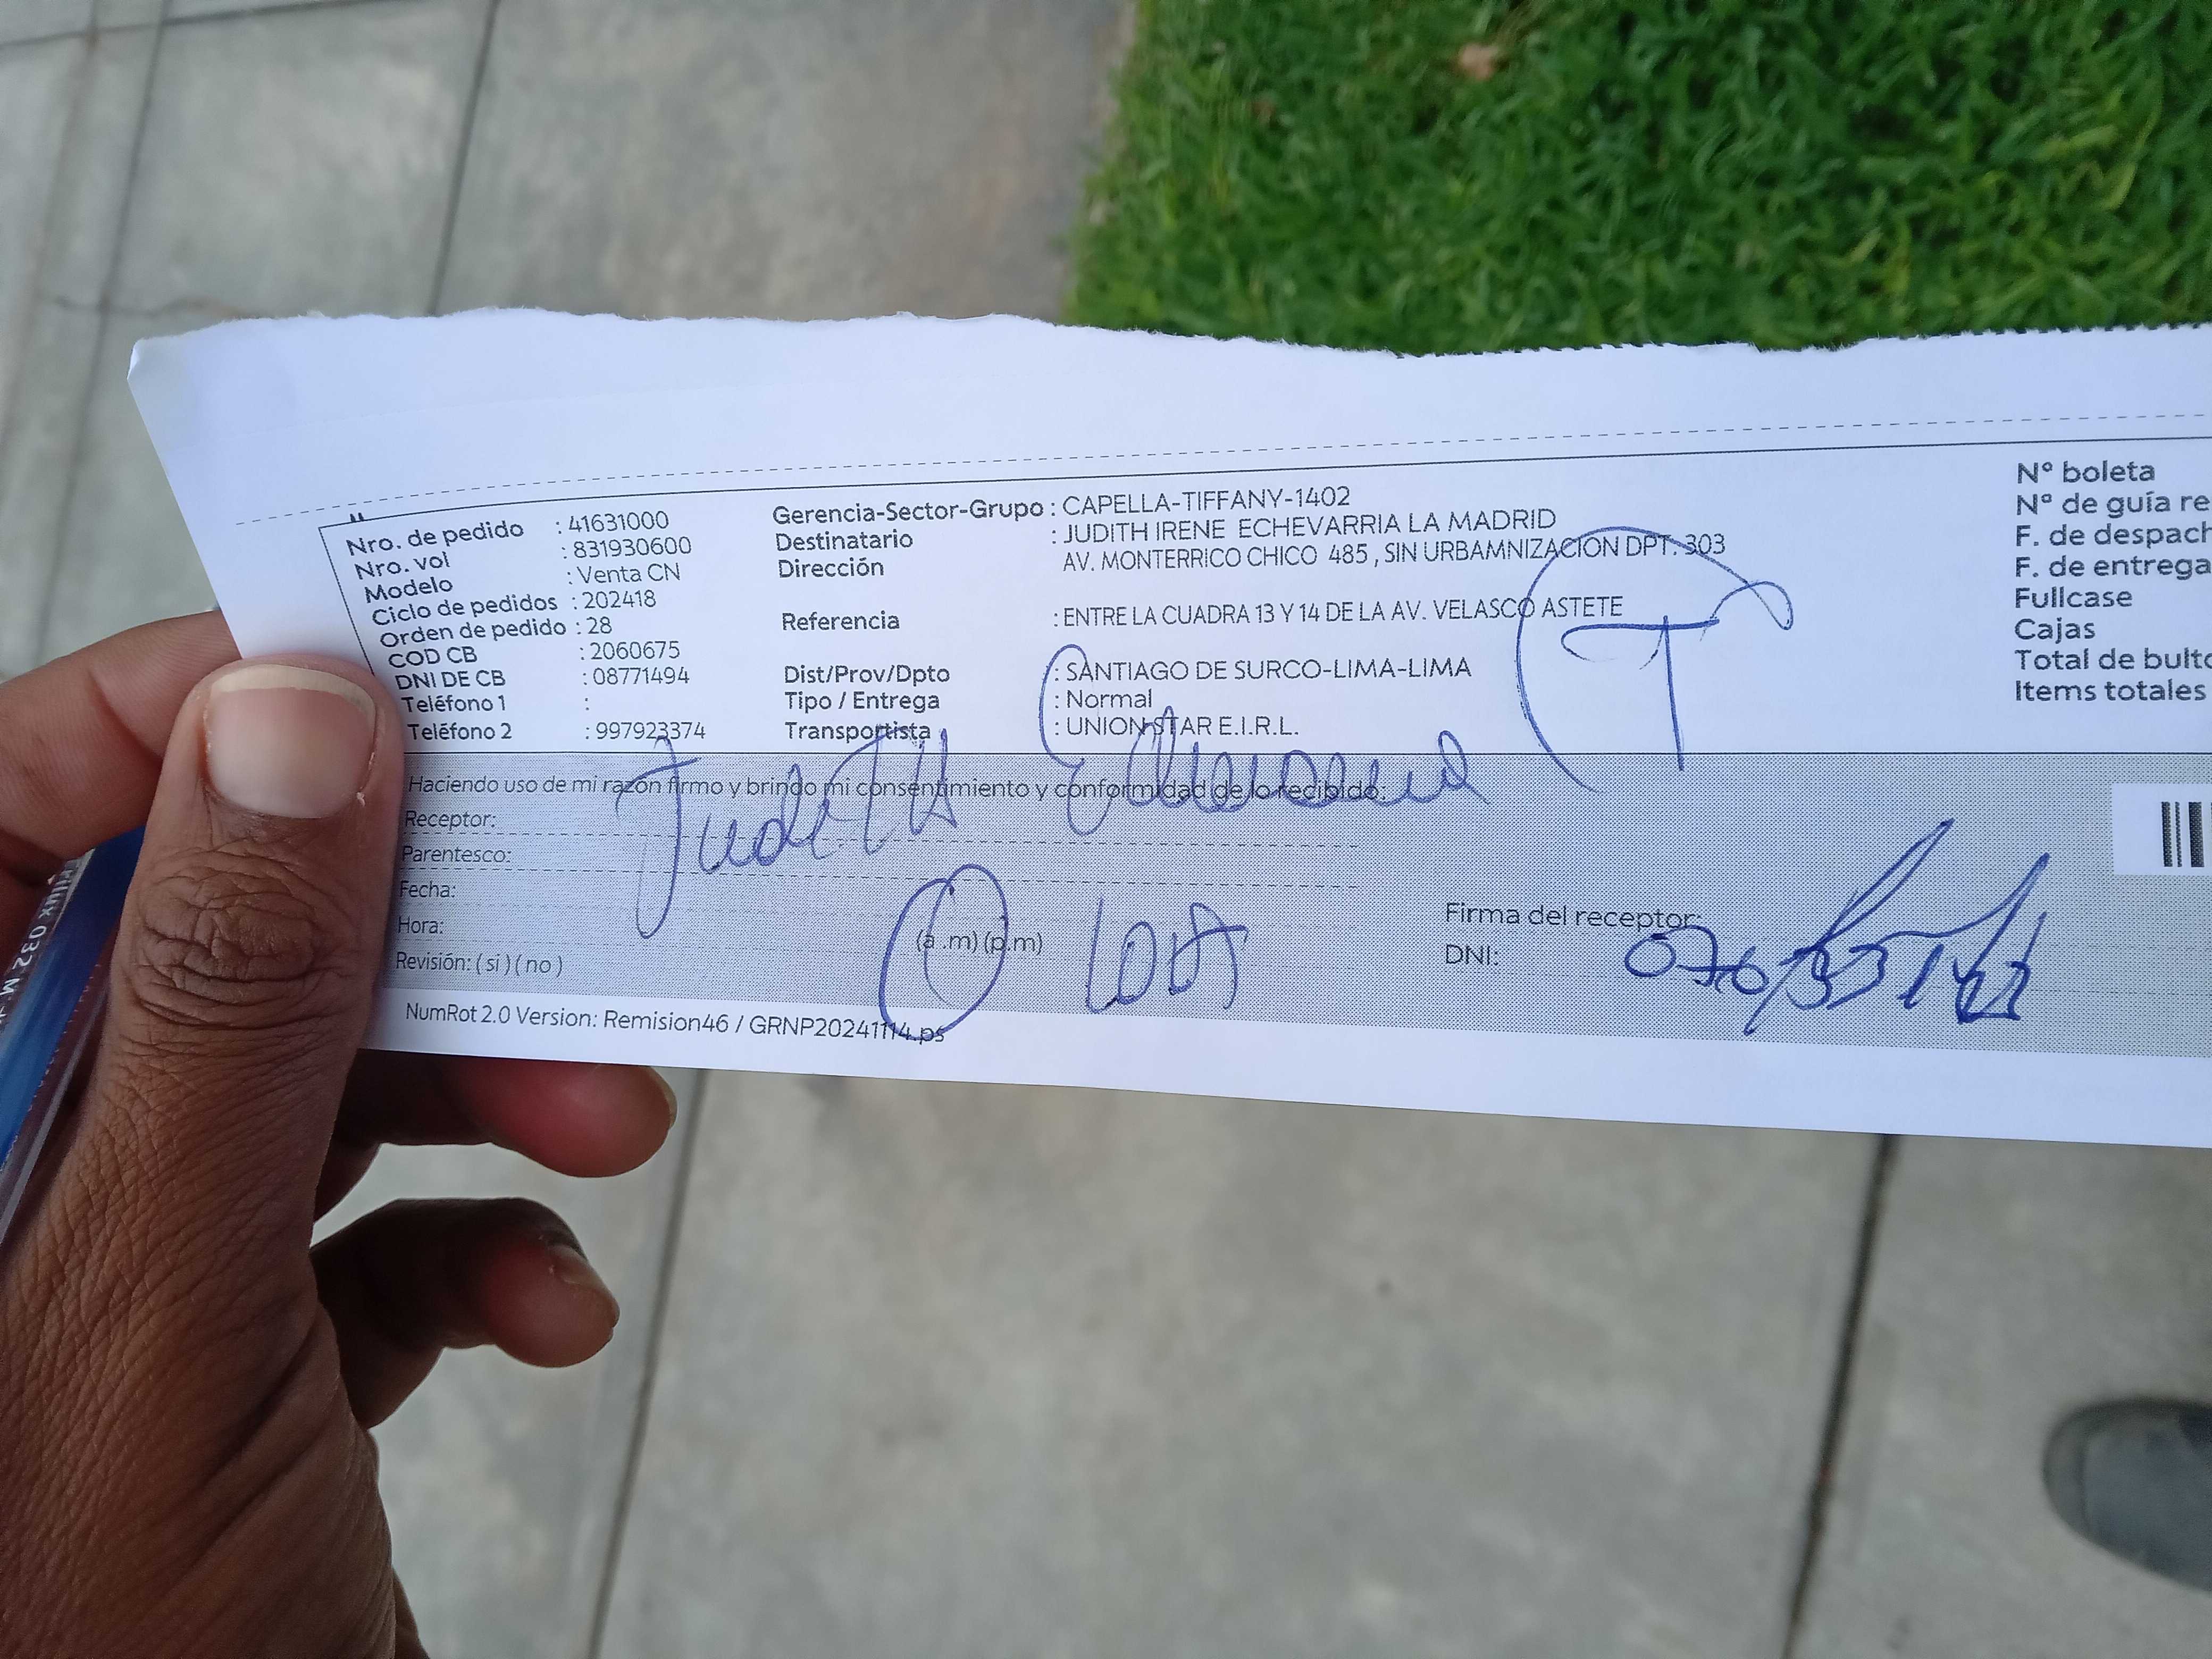 Nro. de pedido : 41631000
Nro. vol : 831930600
Modelo : Venta CN
Ciclo de pedidos : 202418
Orden de pedido : 28
COD CB : 2060675
DNI DE CB : 08771494
Teléfono 1 :
Teléfono 2 : 997923374
Gerencia-Sector-Grupo : CAPELLA-TIFFANY-1402
Destinatario : JUDITH IRENE ECHEVARRIA LA MADRID
Dirección : AV. MONTERRICO CHICO 485 , SIN URBAMNIZACION DPT. 303
Referencia : ENTRE LA CUADRA 13 Y 14 DE LA AV. VELASCO ASTETE
Dist/Prov/Dpto : SANTIAGO DE SURCO-LIMA-LIMA
Tipo / Entrega : Normal
Transportista : UNION STAR E.I.R.L.
N° boleta
N° de guía re
F. de despach
F. de entrega
Fullcase
Cajas
Total de bulto
Items totales
T
Haciendo uso de mi razón firmo y brindo mi consentimiento y conformidad de lo recibido:
Judith
Receptor:
Parentesco:
Fecha:
Hora: (a .m) (p.m)
Revisión: ( si ) ( no )
Firma del receptor:
DNI:
NumRot 2.0 Version: Remision46 / GRNP20241114.ps
032 M